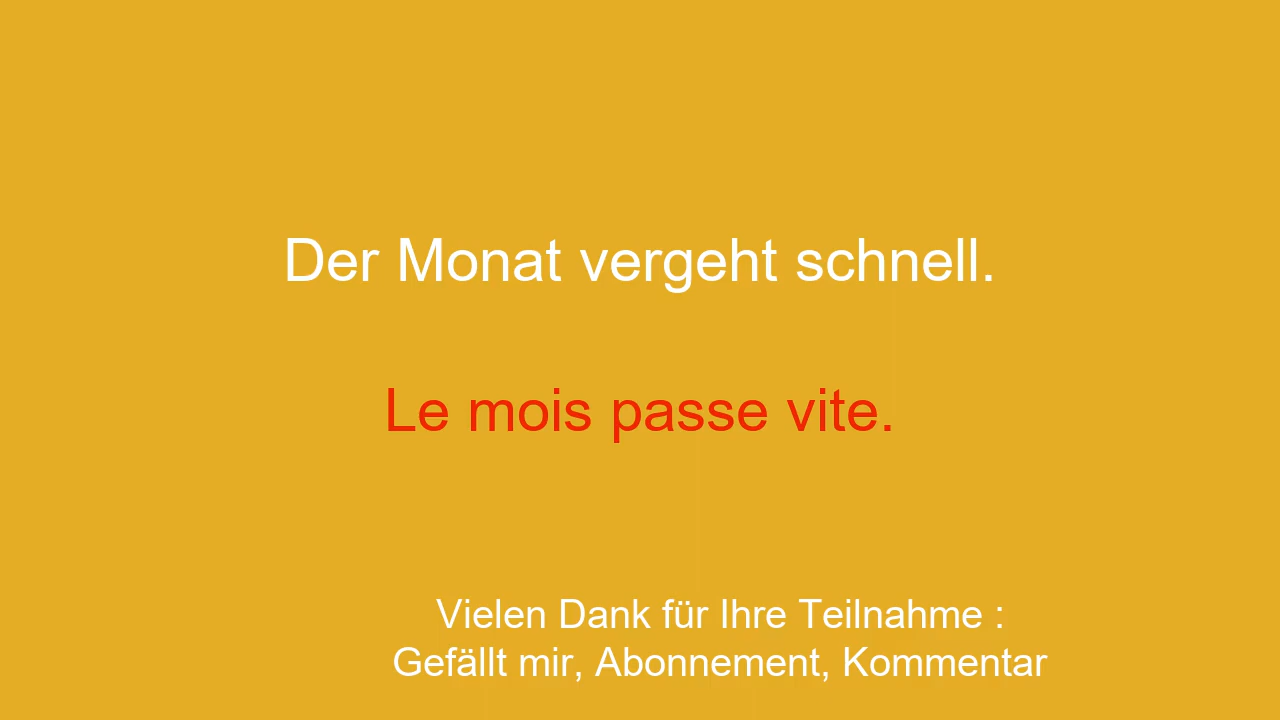 Der Monat vergeht schnell.
Le mois passe vite.
Vielen Dank für Ihre Teilnahme :
Gefällt mir, Abonnement, Kommentar